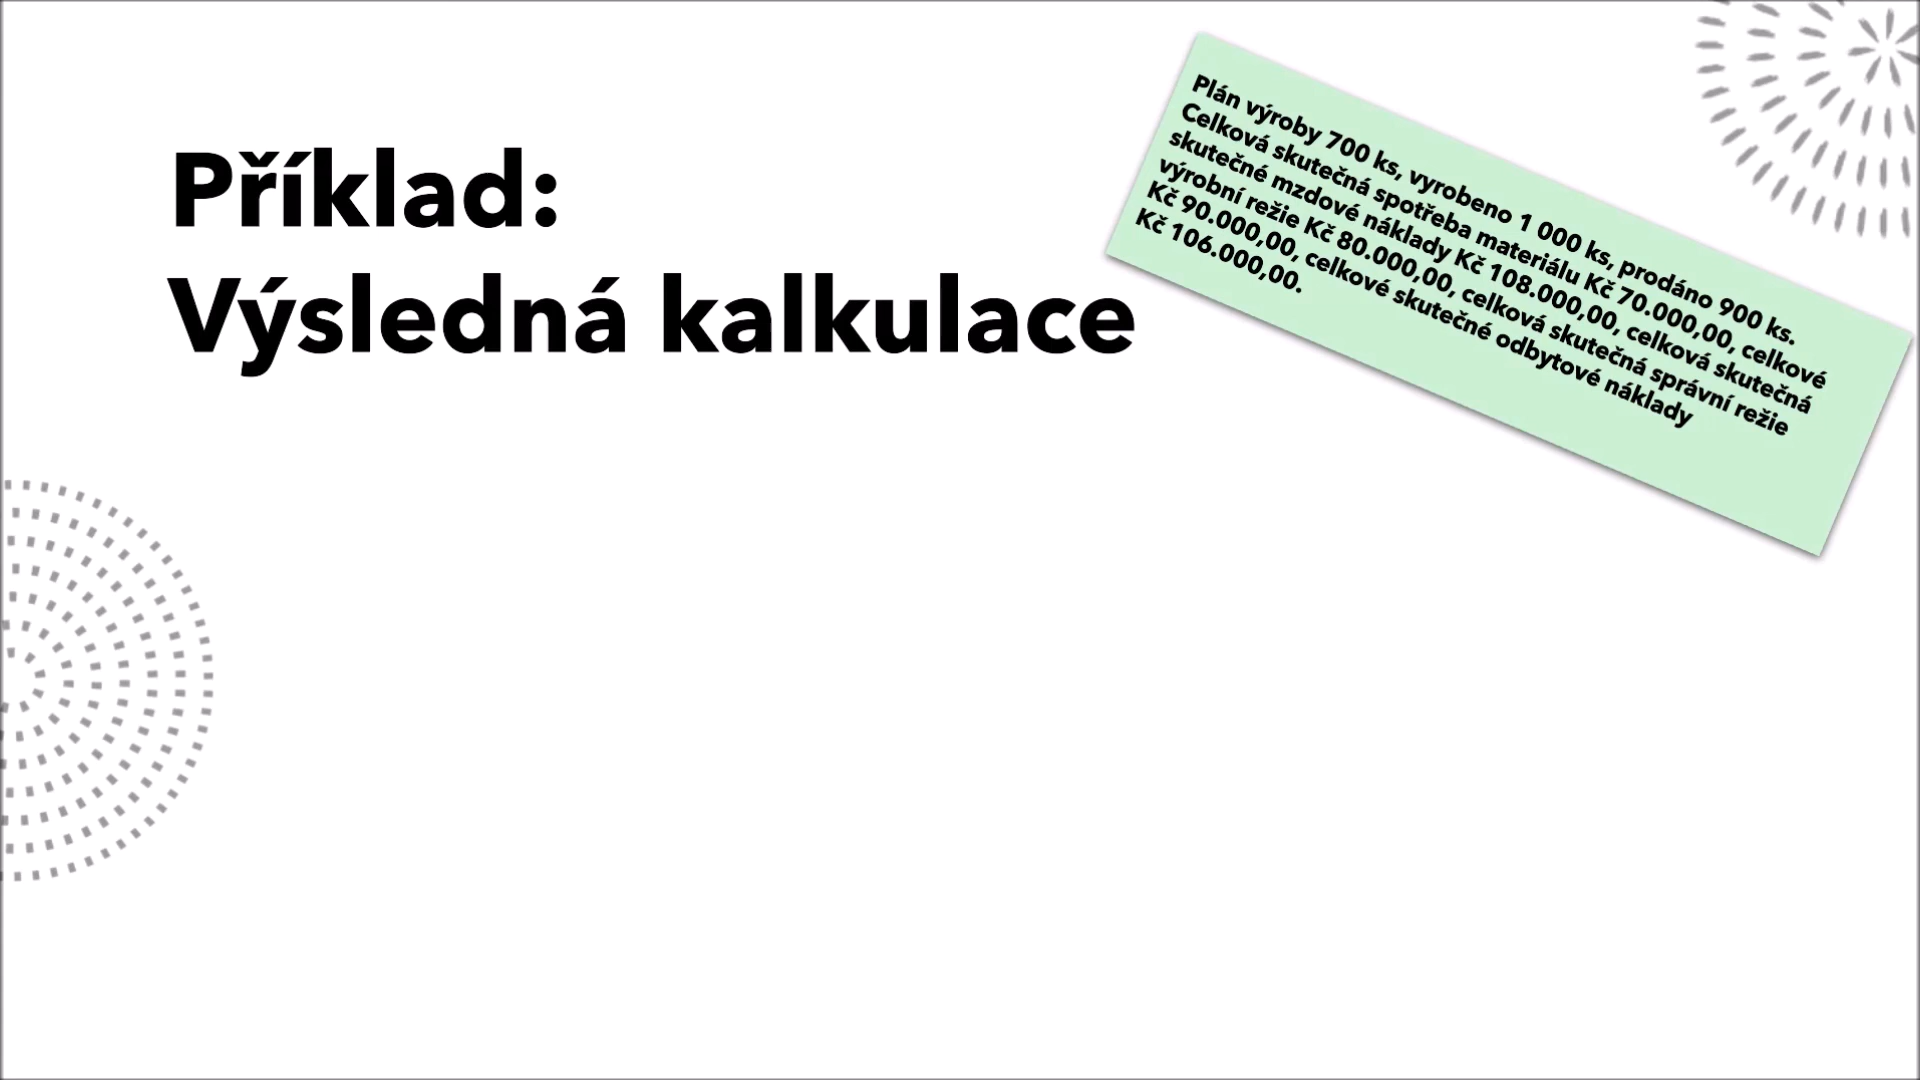 Příklad:
Výsledná kalkulace
Plán výroby 700 ks, vyrobeno 1 000 ks, prodáno 900 ks.
Celková skutečná spotřeba materiálu Kč 70.000,00, celkové
skutečné mzdové náklady Kč 108.000,00, celková skutečná
výrobní režie Kč 80.000,00, celková skutečná správní režie
Kč 90.000,00, celkové skutečné odbytové náklady
Kč 106.000,00.